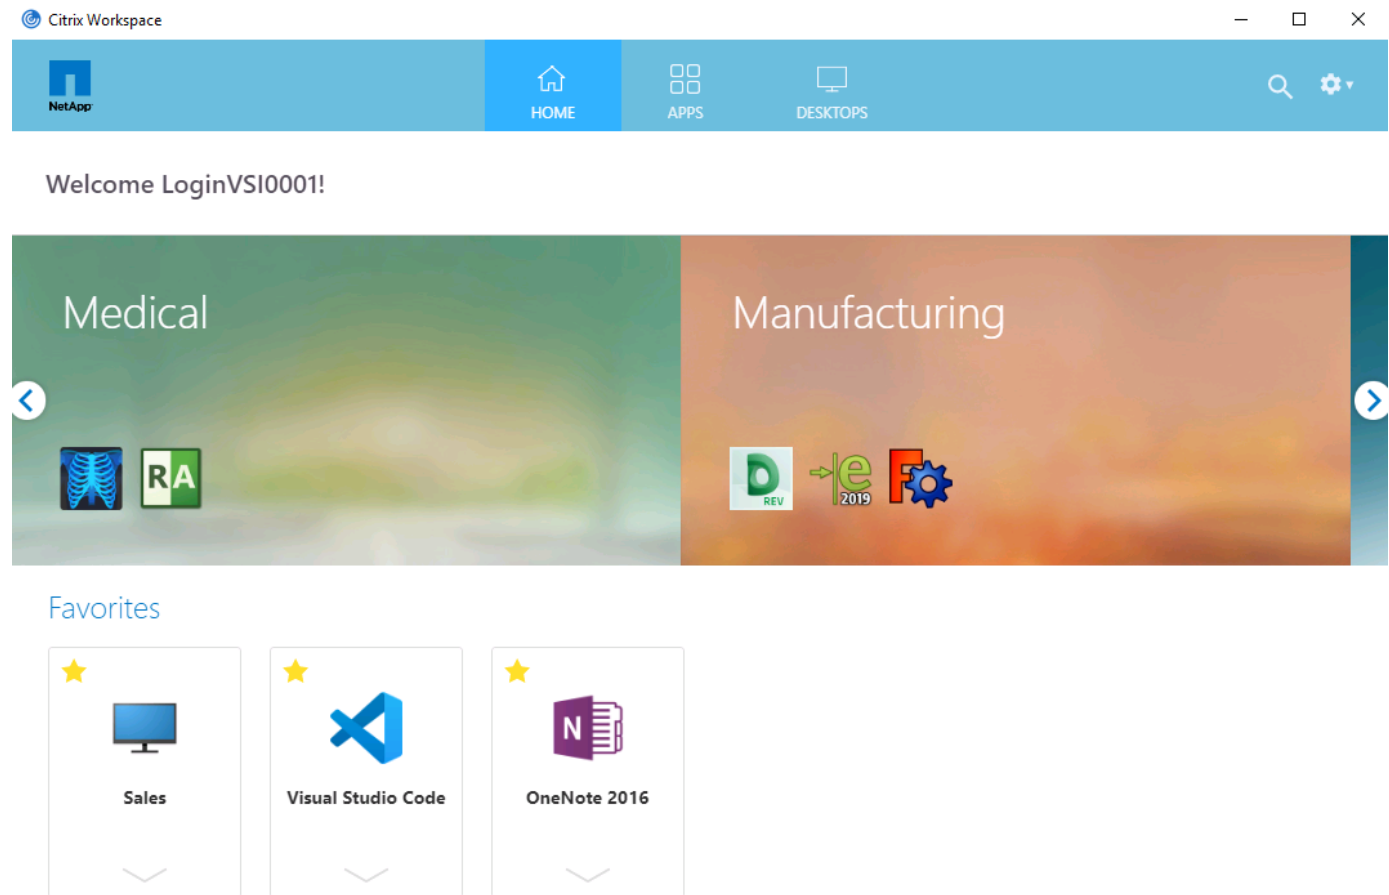 Citrix Workspace
NetApp
HOME
APPS
DESKTOPS
Welcome LoginVSI0001!
Medical
Manufacturing
RA
D
REV
e
2019
F
Favorites
N
Sales
Visual Studio Code
OneNote 2016